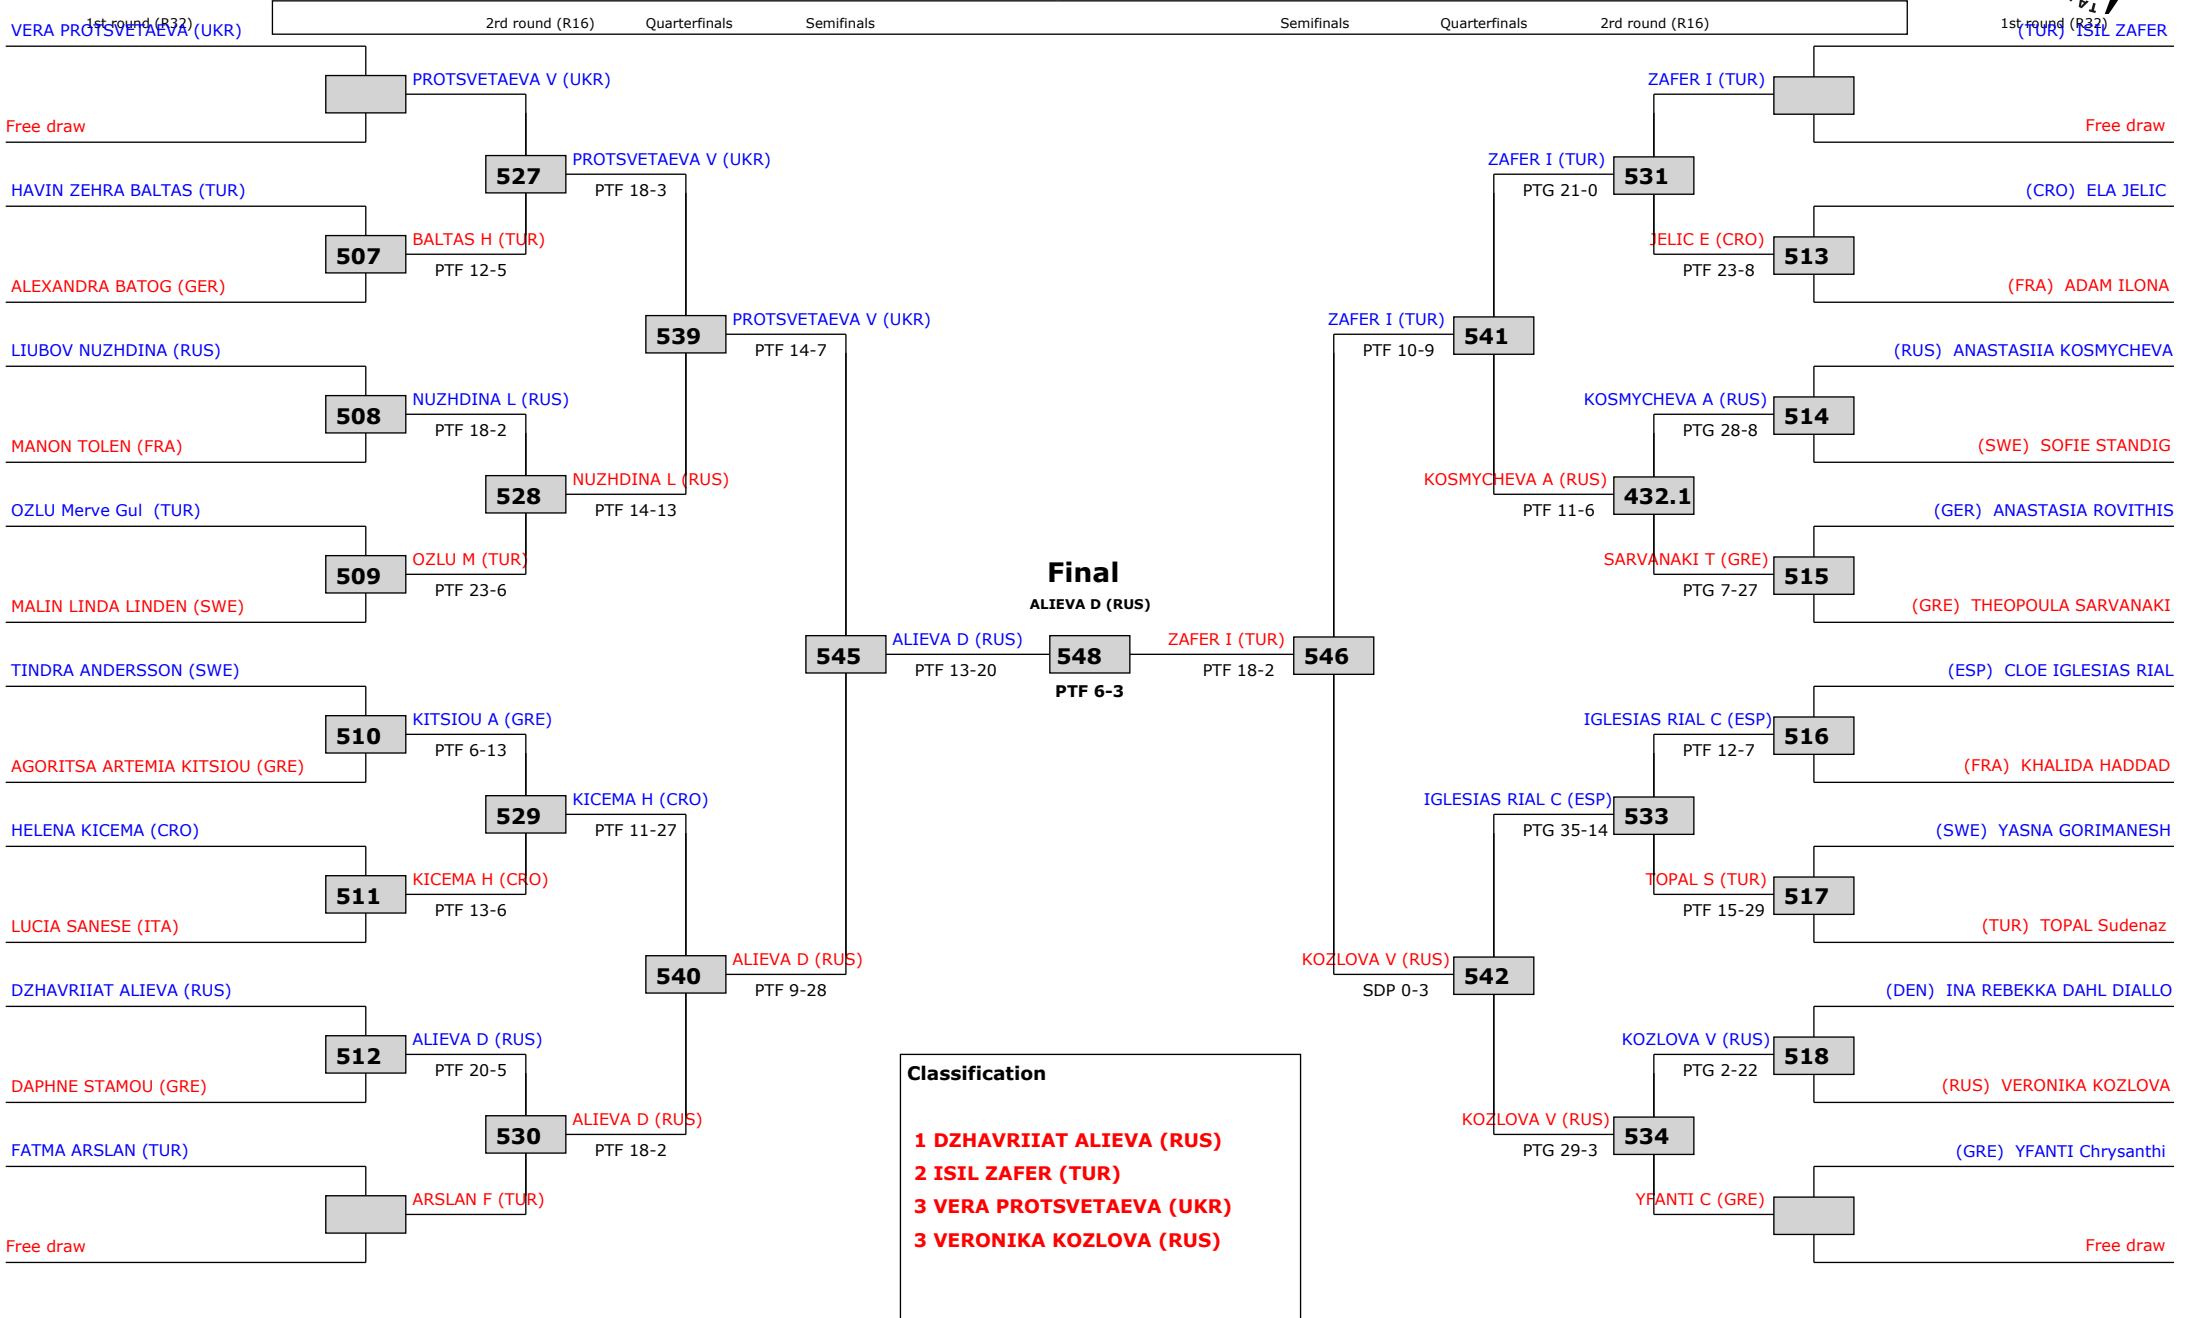 1st round (R32)
2rd round (R16)
Quarterfinals
Semifinals
Semifinals
Quarterfinals
2rd round (R16)
1st round (R32)
VERA PROTSVETAEVA (UKR)
PROTSVETAEVA V (UKR)
Free draw
527
PROTSVETAEVA V (UKR)
PTF 18-3
HAVIN ZEHRA BALTAS (TUR)
507
BALTAS H (TUR)
PTF 12-5
ALEXANDRA BATOG (GER)
539
PROTSVETAEVA V (UKR)
PTF 14-7
LIUBOV NUZHDINA (RUS)
508
NUZHDINA L (RUS)
PTF 18-2
MANON TOLEN (FRA)
528
NUZHDINA L (RUS)
PTF 14-13
OZLU Merve Gul (TUR)
509
OZLU M (TUR)
PTF 23-6
MALIN LINDA LINDEN (SWE)
545
ALIEVA D (RUS)
PTF 13-20
TINDRA ANDERSSON (SWE)
510
KITSIOU A (GRE)
PTF 6-13
AGORITSA ARTEMIA KITSIOU (GRE)
529
KICEMA H (CRO)
PTF 11-27
HELENA KICEMA (CRO)
511
KICEMA H (CRO)
PTF 13-6
LUCIA SANESE (ITA)
540
ALIEVA D (RUS)
PTF 9-28
DZHAVRIIAT ALIEVA (RUS)
512
ALIEVA D (RUS)
PTF 20-5
DAPHNE STAMOU (GRE)
530
ALIEVA D (RUS)
PTF 18-2
FATMA ARSLAN (TUR)
ARSLAN F (TUR)
Free draw
Final
ALIEVA D (RUS)
548
PTF 6-3
(TUR) ISIL ZAFER
ZAFER I (TUR)
Free draw
ZAFER I (TUR)
531
PTG 21-0
(CRO) ELA JELIC
JELIC E (CRO)
513
PTF 23-8
(FRA) ADAM ILONA
ZAFER I (TUR)
541
PTF 10-9
(RUS) ANASTASIIA KOSMYCHEVA
KOSMYCHEVA A (RUS)
514
PTG 28-8
(SWE) SOFIE STANDIG
KOSMYCHEVA A (RUS)
432.1
PTF 11-6
(GER) ANASTASIA ROVITHIS
SARVANAKI T (GRE)
515
PTG 7-27
(GRE) THEOPOULA SARVANAKI
ZAFER I (TUR)
546
PTF 18-2
(ESP) CLOE IGLESIAS RIAL
IGLESIAS RIAL C (ESP)
516
PTF 12-7
(FRA) KHALIDA HADDAD
IGLESIAS RIAL C (ESP)
533
PTG 35-14
(SWE) YASNA GORIMANESH
TOPAL S (TUR)
517
PTF 15-29
(TUR) TOPAL Sudenaz
KOZLOVA V (RUS)
542
SDP 0-3
(DEN) INA REBEKKA DAHL DIALLO
KOZLOVA V (RUS)
518
PTG 2-22
(RUS) VERONIKA KOZLOVA
KOZLOVA V (RUS)
534
PTG 29-3
(GRE) YFANTI Chrysanthi
YFANTI C (GRE)
Free draw
Classification
1 DZHAVRIIAT ALIEVA (RUS)
2 ISIL ZAFER (TUR)
3 VERA PROTSVETAEVA (UKR)
3 VERONIKA KOZLOVA (RUS)